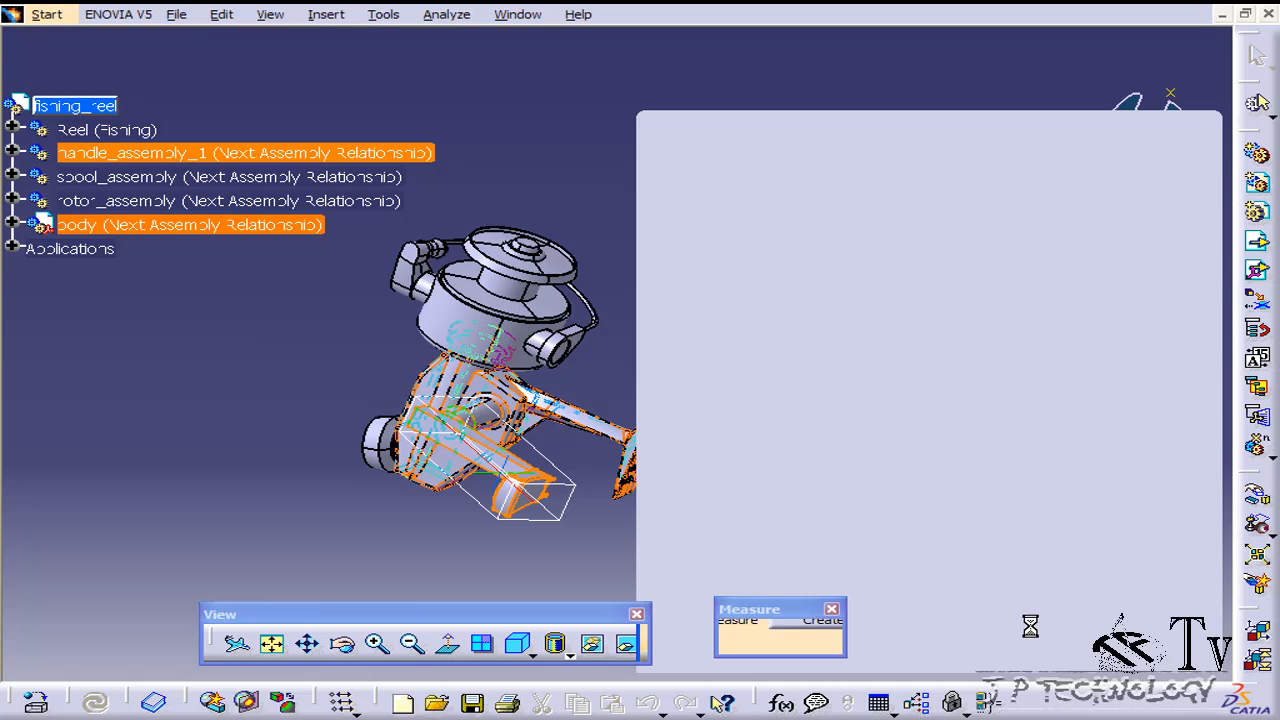 Start ENOVIA V5 File Edit View Insert Tools Analyze Window Help
fishing_reel
Reel (Fishing)
handle_assembly_1 (Next Assembly Relationship)
spool_assembly (Next Assembly Relationship)
rotor_assembly (Next Assembly Relationship)
body (Next Assembly Relationship)
Applications
View
Measure
easure Create
Tv
T P TECHNOLOGY
CATIA